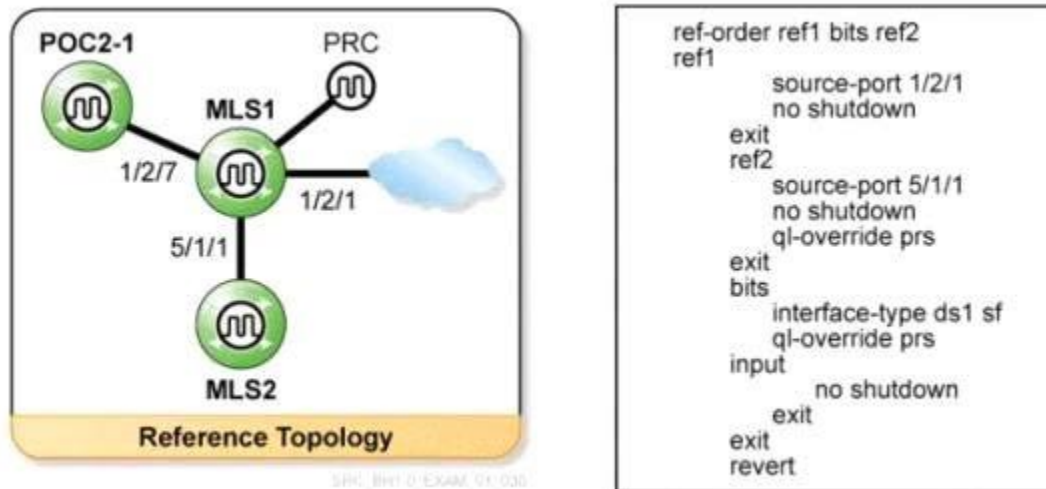 POC2-1
PRC
MLS1
1/2/7
1/2/1
5/1/1
MLS2
Reference Topology
ref-order ref1 bits ref2
ref1
source-port 1/2/1
no shutdown
exit
ref2
source-port 5/1/1
no shutdown
ql-override prs
exit
bits
interface-type ds1 sf
ql-override prs
input
no shutdown
exit
exit
revert